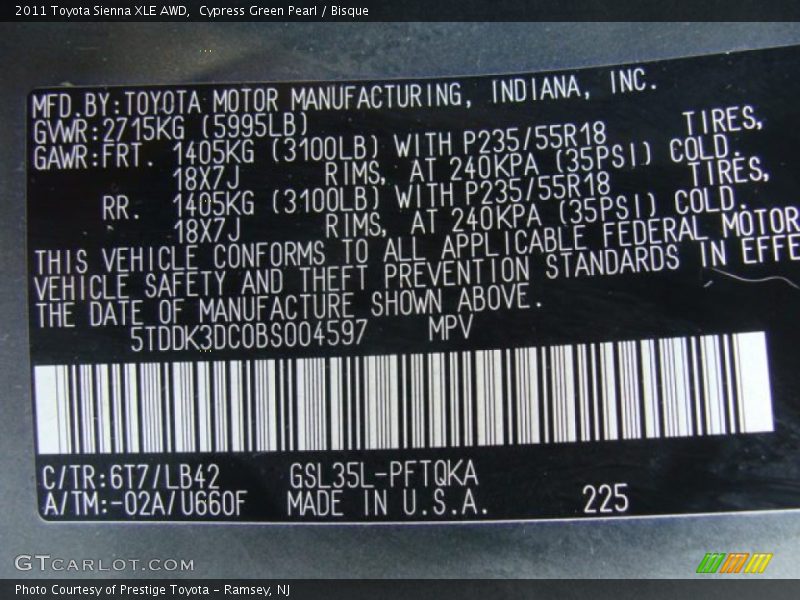 2011 Toyota Sienna XLE AWD, Cypress Green Pearl / Bisque
MFD.BY:TOYOTA MOTOR MANUFACTURING, INDIANA, INC.
GVWR:2715KG (5995LB)
GAWR:FRT. 1405KG (3100LB) WITH P235/55R18 TIRES,
18X7J RIMS, AT 240KPA (35PSI) COLD.
RR. 1405KG (3100LB) WITH P235/55R18 TIRES,
18X7J RIMS, AT 240KPA (35PSI) COLD.
THIS VEHICLE CONFORMS TO ALL APPLICABLE FEDERAL MOTOR
VEHICLE SAFETY AND THEFT PREVENTION STANDARDS IN EFFE
THE DATE OF MANUFACTURE SHOWN ABOVE.
5TDDK3DC0BS004597 MPV
C/TR:6T7/LB42 GSL35L-PFTQKA
A/TM:-02A/U660F MADE IN U.S.A. 225
GTCARLOT.COM
Photo Courtesy of Prestige Toyota - Ramsey, NJ